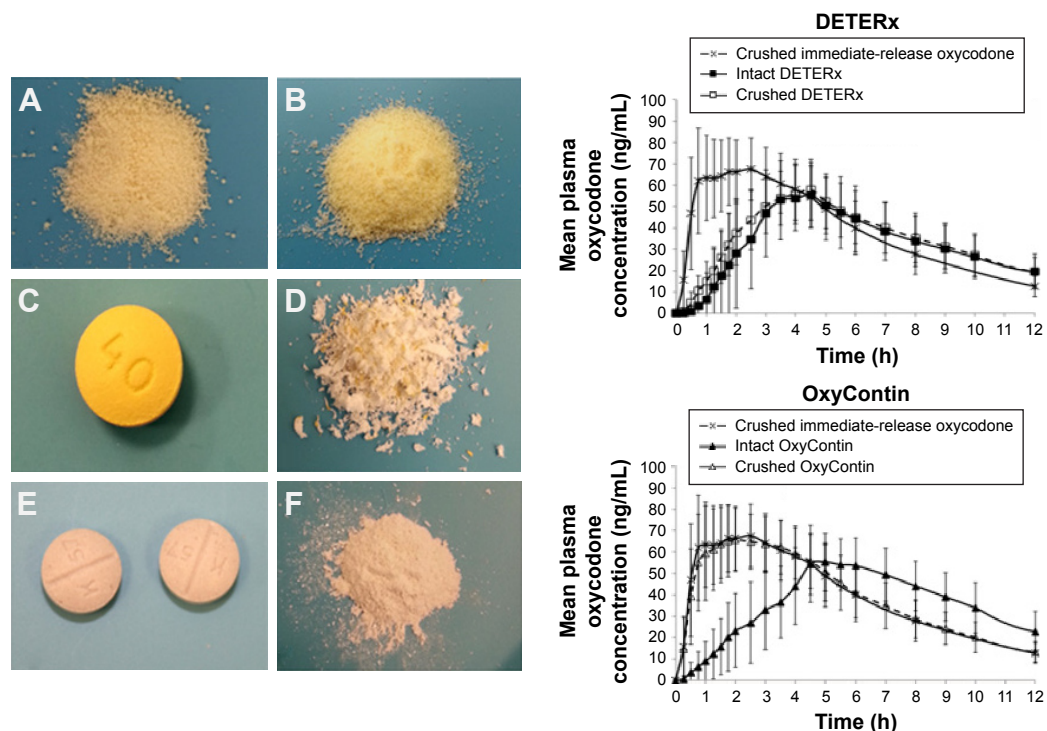 A
B
C
40
D
E
K
57
K
57
F
DETERx
Crushed immediate-release oxycodone
Intact DETERx
Crushed DETERx
Mean plasma
oxycodone
concentration (ng/mL)
100
90
80
70
60
50
40
30
20
10
0
0 1 2 3 4 5 6 7 8 9 10 11 12
Time (h)
OxyContin
Crushed immediate-release oxycodone
Intact OxyContin
Crushed OxyContin
Mean plasma
oxycodone
concentration (ng/mL)
100
90
80
70
60
50
40
30
20
10
0
0 1 2 3 4 5 6 7 8 9 10 11 12
Time (h)